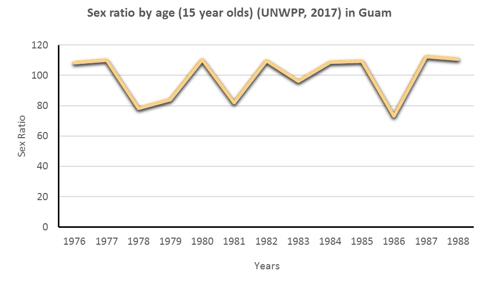 Sex ratio by age (15 year olds) (UNWPP, 2017) in Guam
120
100
80
60
40
20
0
Sex Ratio
1976 1977 1978 1979 1980 1981 1982 1983 1984 1985 1986 1987 1988
Years